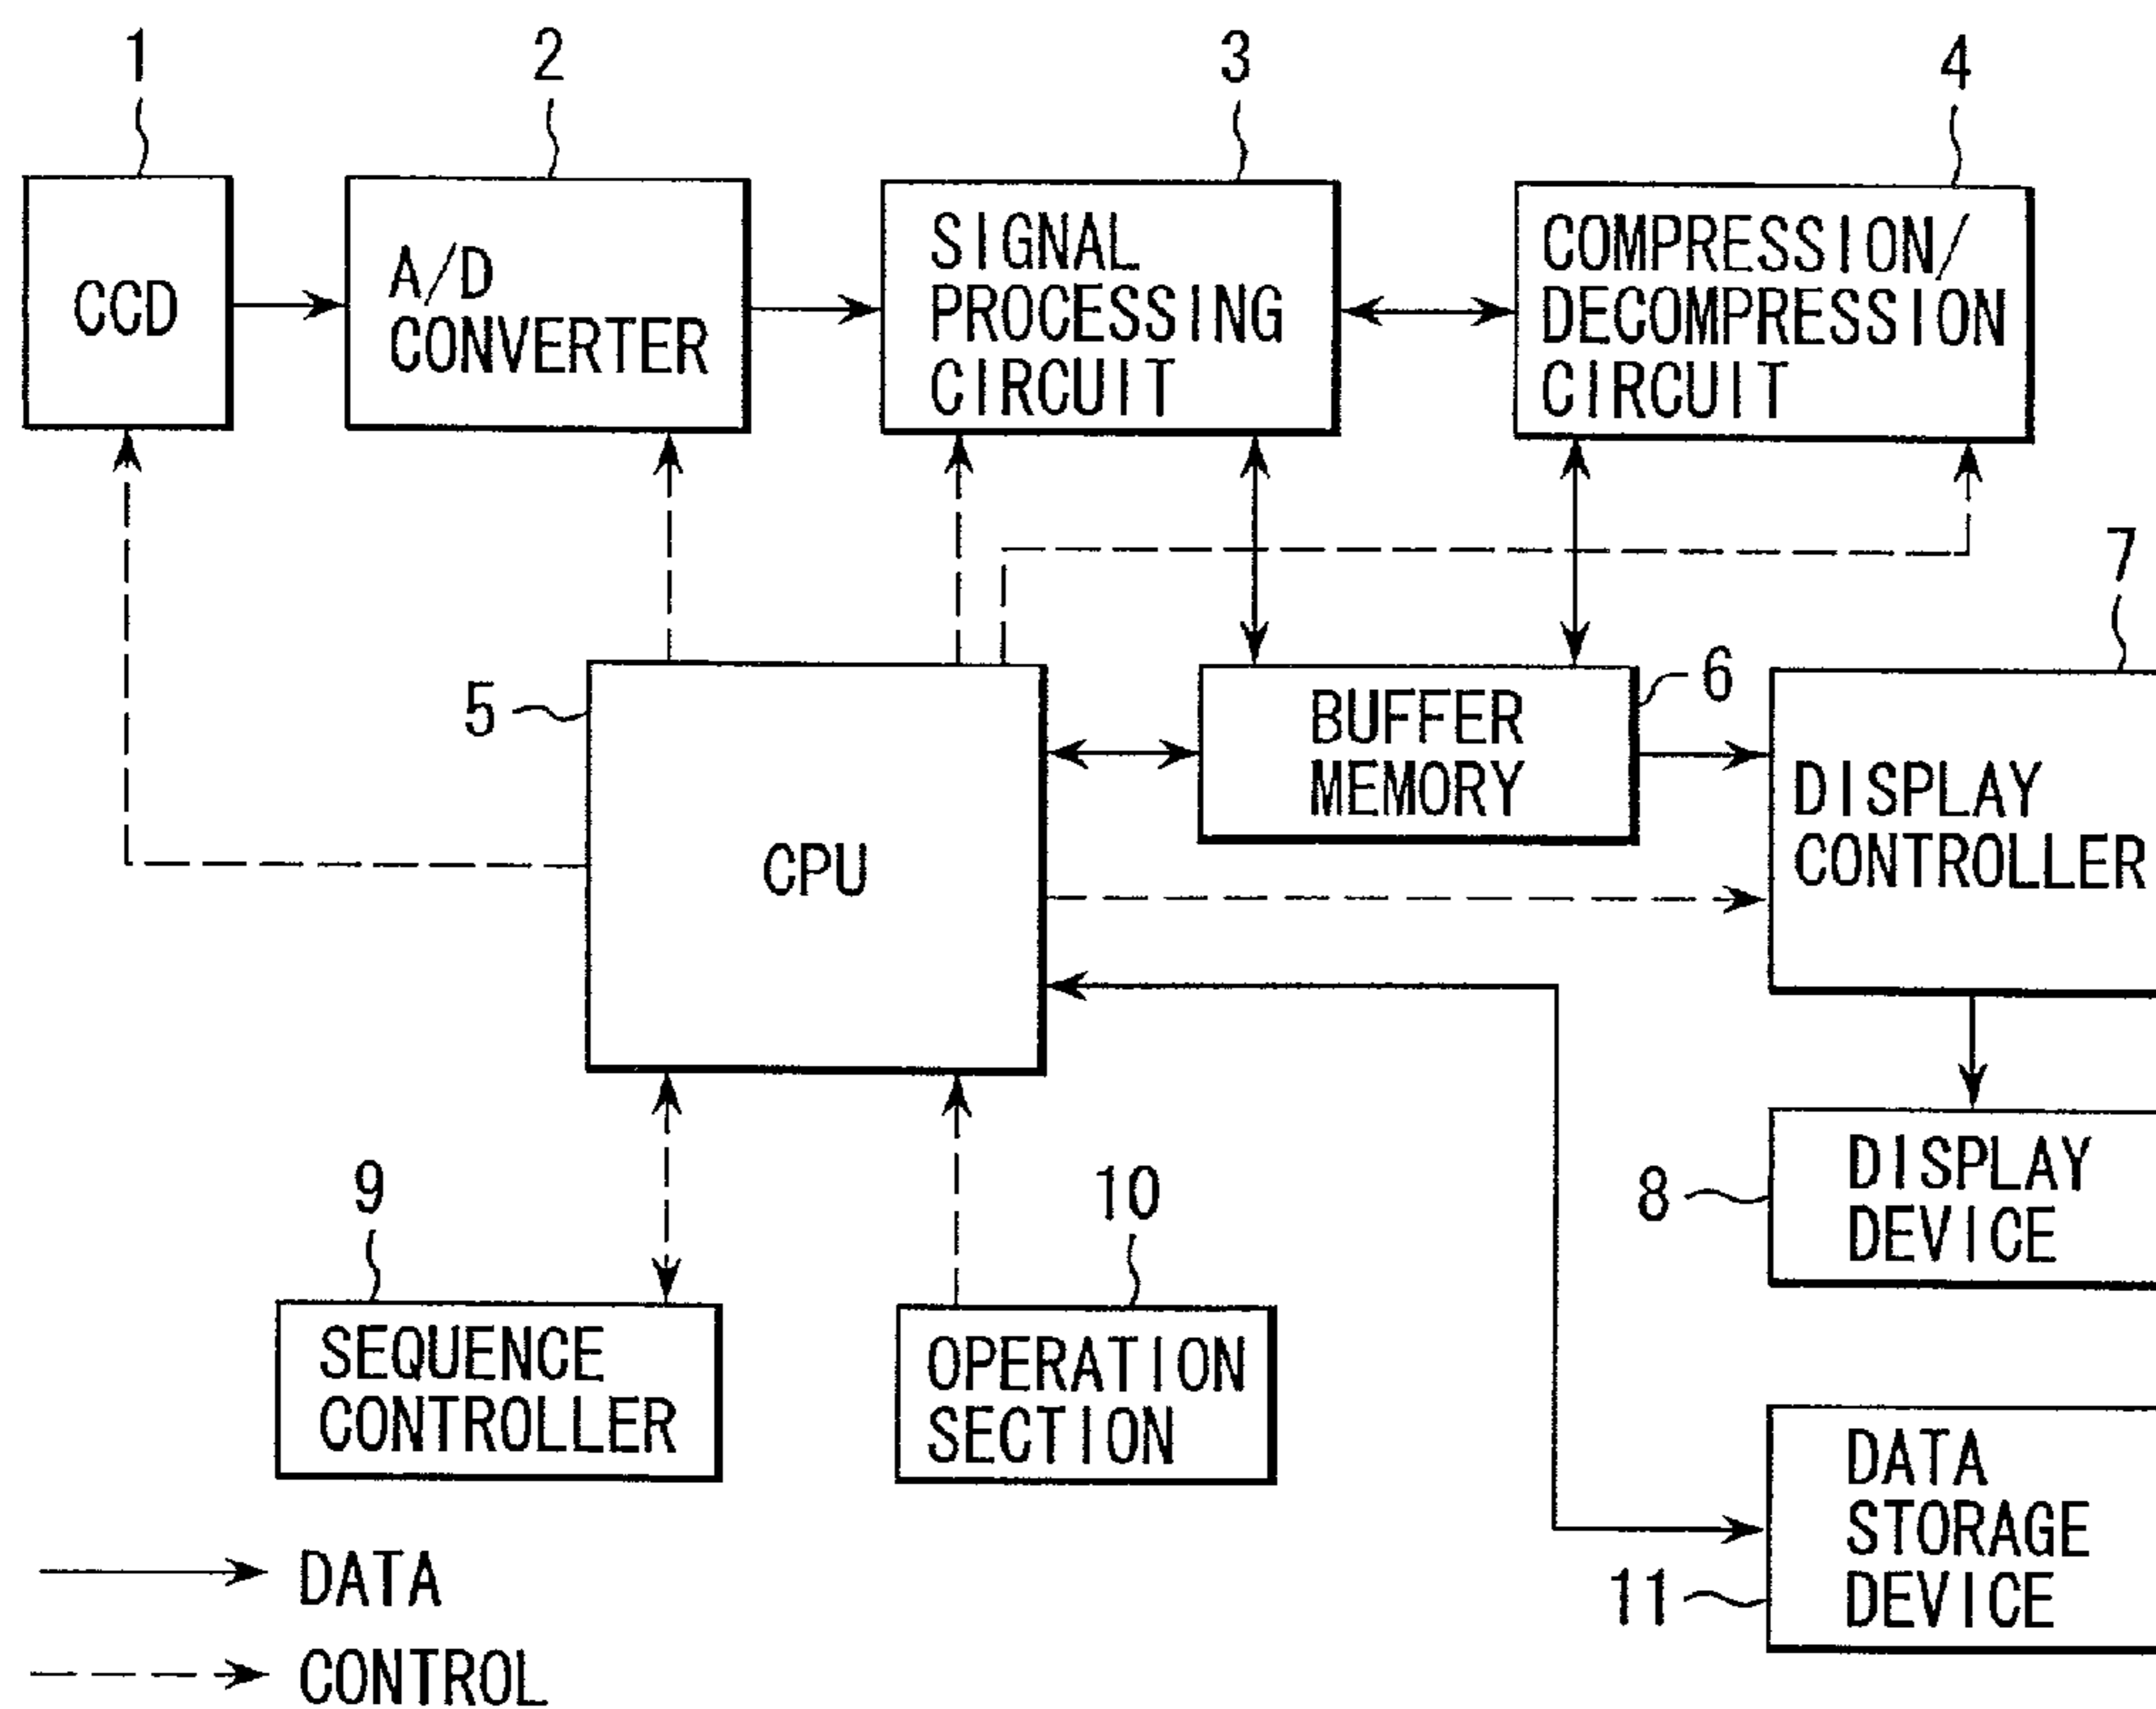 1
2
3
4
CCD
A/D
CONVERTER
SIGNAL
PROCESSING
CIRCUIT
COMPRESSION/
DECOMPRESSION
CIRCUIT
5
CPU
BUFFER
MEMORY
6
7
DISPLAY
CONTROLLER
8
DISPLAY
DEVICE
9
SEQUENCE
CONTROLLER
10
OPERATION
SECTION
11
DATA
STORAGE
DEVICE
DATA
CONTROL